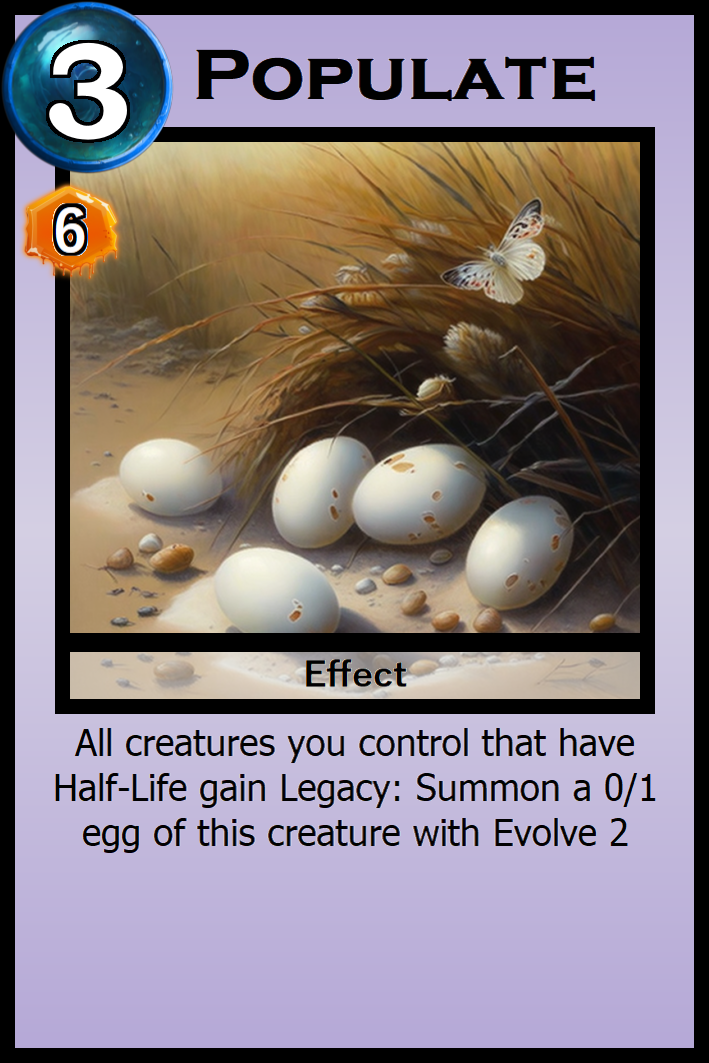 3
Populate
6
Effect
All creatures you control that have
Half-Life gain Legacy: Summon a 0/1
egg of this creature with Evolve 2